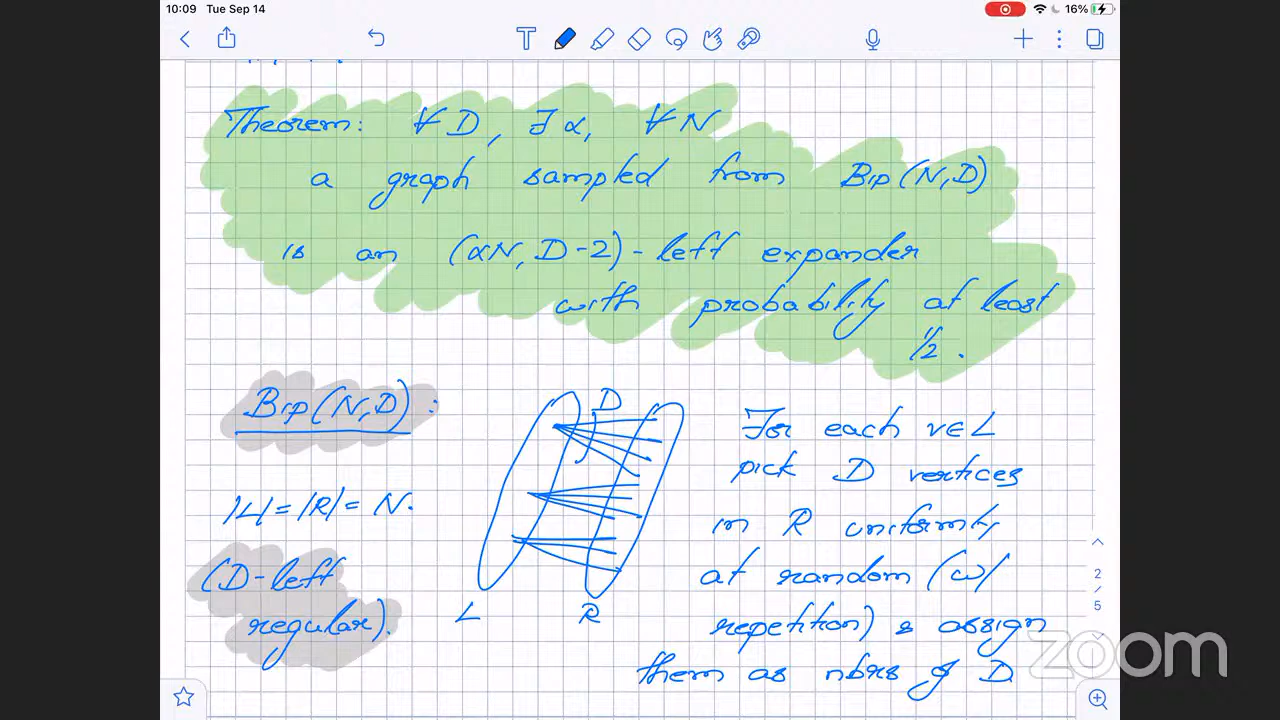 10:09 Tue Sep 14
16%
Theorem: ∀ D, ∃ α, ∀ N
a graph sampled from Bip(N,D)
is an (αN, D-2)-left expander
with probability at least
1/2.
Bip(N,D):
|L|=|R|= N.
(D-left
regular).
D
L
R
For each v∈L
pick D vertices
in R uniformly
at random (w/
repetition) & assign
them as nbrs of D
2
/
5
zoom